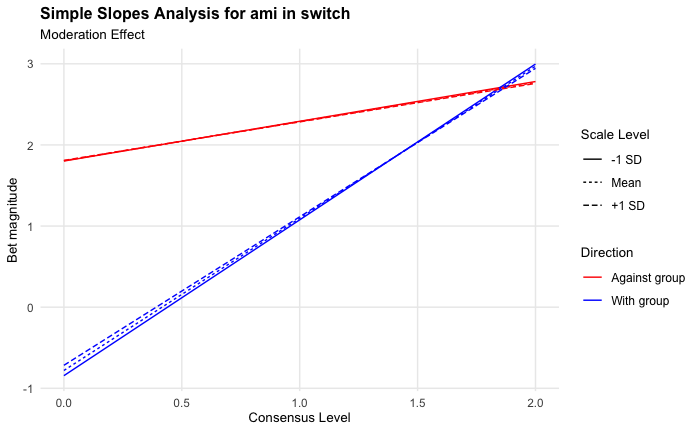 Simple Slopes Analysis for ami in switch
Moderation Effect
Bet magnitude
3
2
1
0
-1
0.0
0.5
1.0
1.5
2.0
Consensus Level
Scale Level
-1 SD
Mean
+1 SD
Direction
Against group
With group